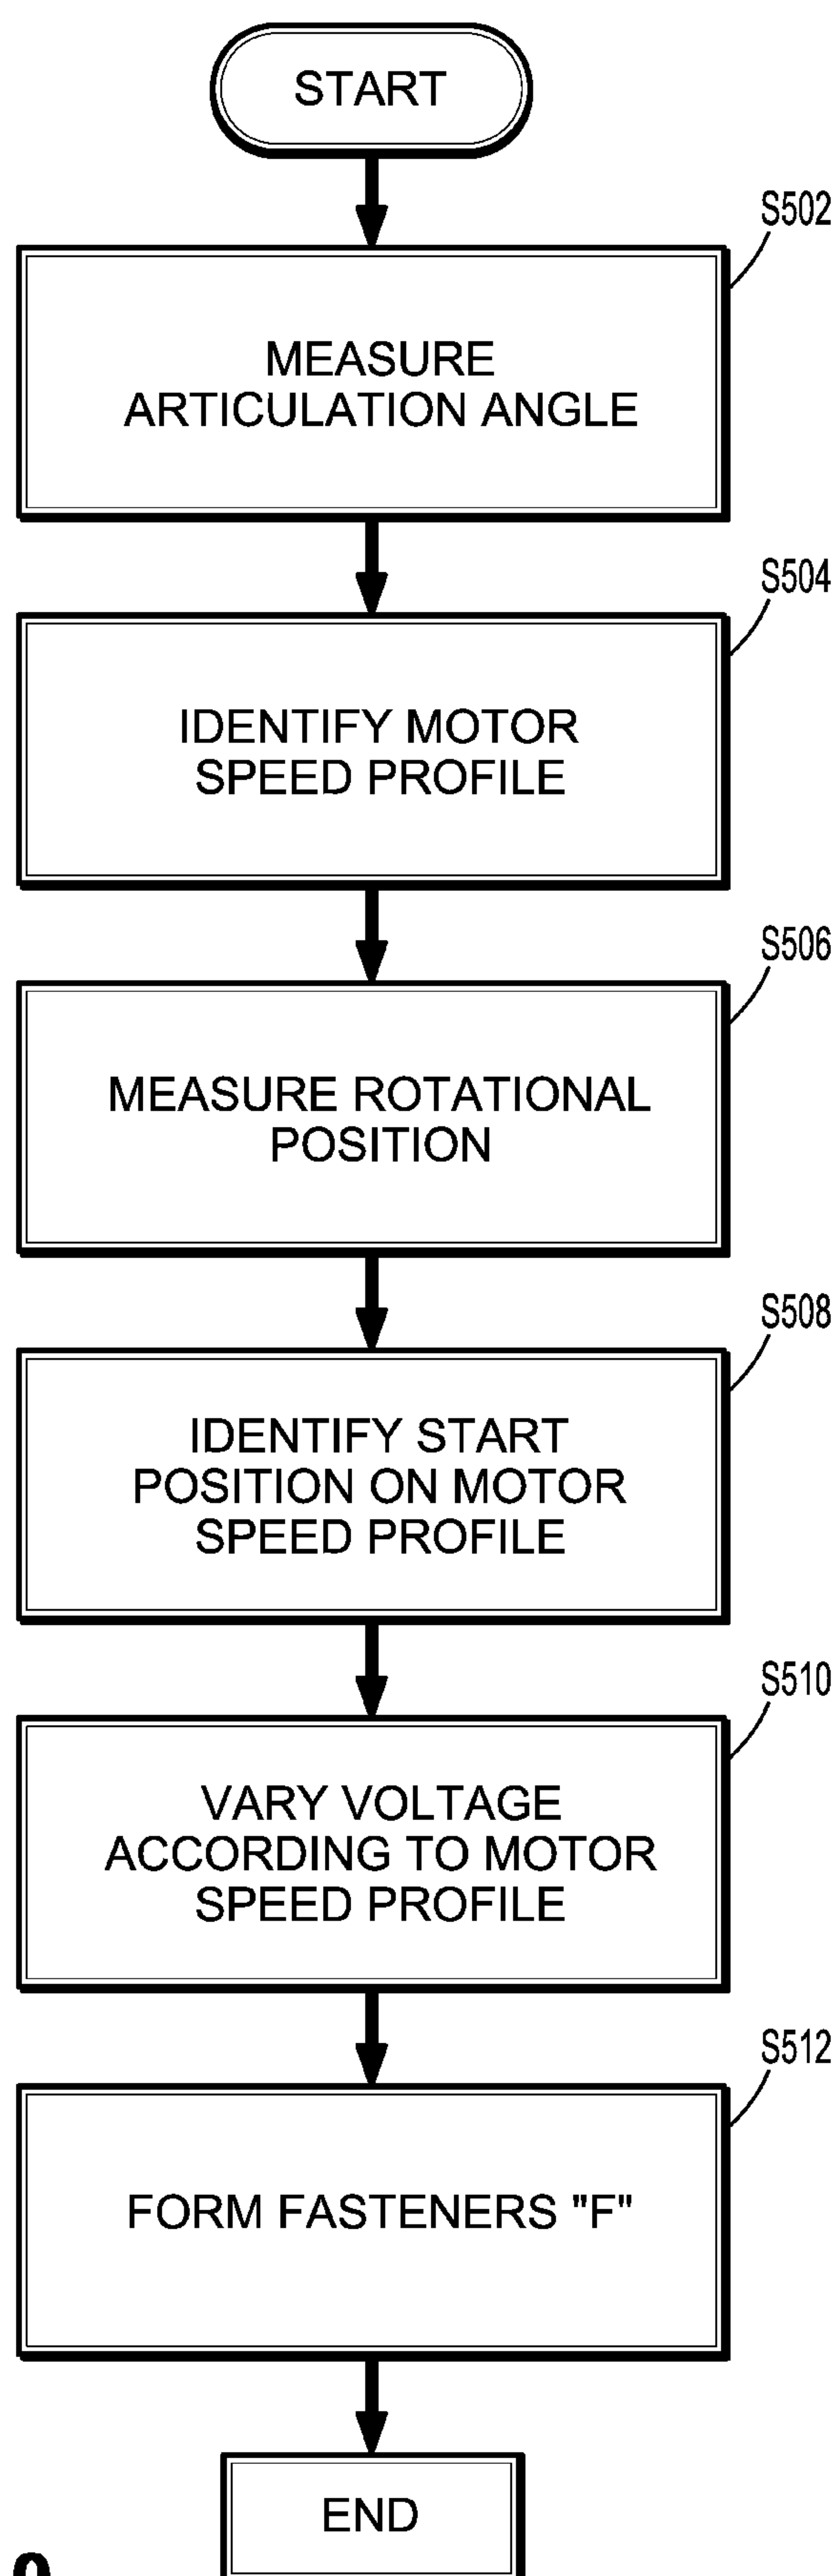 START
S502
MEASURE
ARTICULATION ANGLE
S504
IDENTIFY MOTOR
SPEED PROFILE
S506
MEASURE ROTATIONAL
POSITION
S508
IDENTIFY START
POSITION ON MOTOR
SPEED PROFILE
S510
VARY VOLTAGE
ACCORDING TO MOTOR
SPEED PROFILE
S512
FORM FASTENERS "F"
END